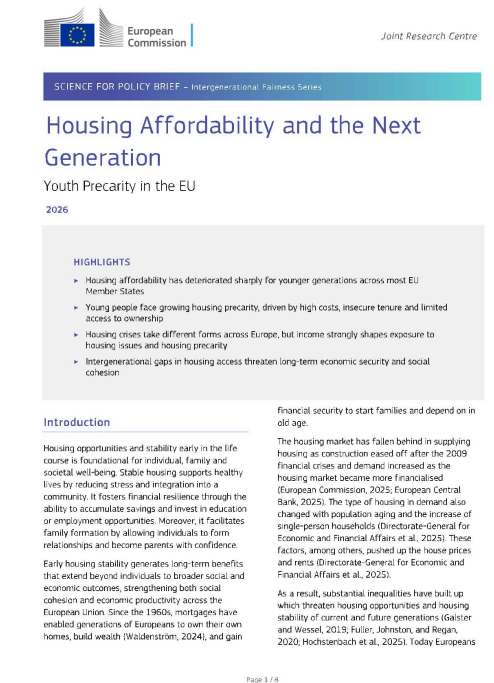 European
Commission
Joint Research Centre
SCIENCE FOR POLICY BRIEF – Intergenerational Fairness Series
Housing Affordability and the Next
Generation
Youth Precarity in the EU
2026
HIGHLIGHTS
▸ Housing affordability has deteriorated sharply for younger generations across most EU
Member States
▸ Young people face growing housing precarity, driven by high costs, insecure tenure and limited
access to ownership
▸ Housing crises take different forms across Europe, but income strongly shapes exposure to
housing issues and housing precarity
▸ Intergenerational gaps in housing access threaten long-term economic security and social
cohesion
Introduction
Housing opportunities and stability early in the life
course is foundational for individual, family and
societal well-being. Stable housing supports healthy
lives by reducing stress and integration into a
community. It fosters financial resilience through the
ability to accumulate savings and invest in education
or employment opportunities. Moreover, it facilitates
family formation by allowing individuals to form
relationships and become parents with confidence.
Early housing stability generates long-term benefits
that extend beyond individuals to broader social and
economic outcomes, strengthening both social
cohesion and economic productivity across the
European Union. Since the 1960s, mortgages have
enabled generations of Europeans to own their own
homes, build wealth (Waldenström, 2024), and gain
financial security to start families and depend on in
old age.
The housing market has fallen behind in supplying
housing as construction eased off after the 2009
financial crises and demand increased as the
housing market became more financialised
(European Commission, 2025; European Central
Bank, 2025). The type of housing in demand also
changed with population aging and the increase of
single-person households (Directorate-General for
Economic and Financial Affairs et al., 2025). These
factors, among others, pushed up the house prices
and rents (Directorate-General for Economic and
Financial Affairs et al., 2025).
As a result, substantial inequalities have built up
which threaten housing opportunities and housing
stability of current and future generations (Galster
and Wessel, 2019; Fuller, Johnston, and Regan,
2020; Hochstenbach et al., 2025). Today Europeans
Page 1 / 8